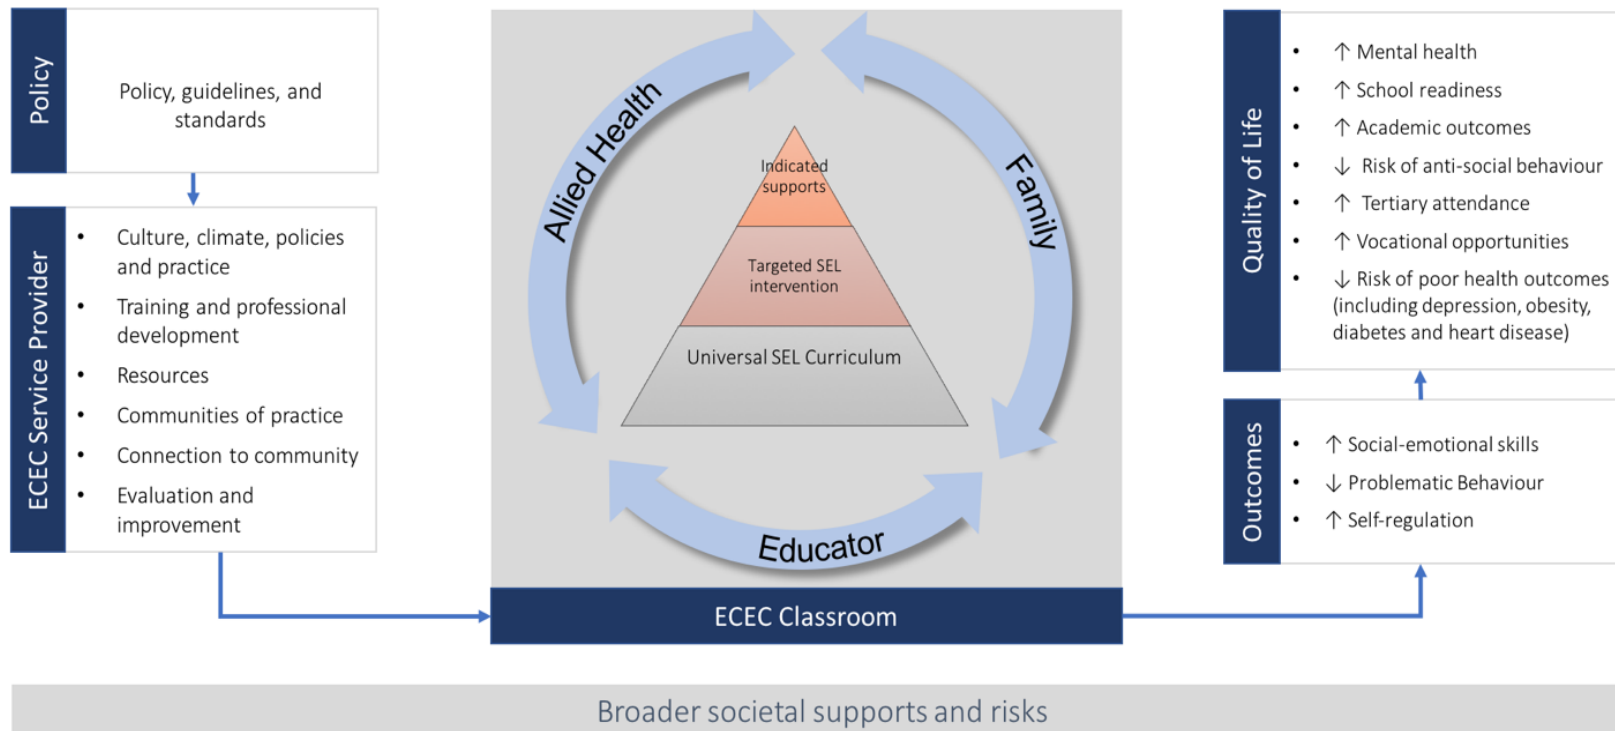 Policy
Policy, guidelines, and
standards
ECEC Service Provider
• Culture, climate, policies
and practice
• Training and professional
development
• Resources
• Communities of practice
• Connection to community
• Evaluation and
improvement
Allied Health
Family
Educator
Indicated
supports
Targeted SEL
intervention
Universal SEL Curriculum
ECEC Classroom
Quality of Life
• ↑ Mental health
• ↑ School readiness
• ↑ Academic outcomes
• ↓ Risk of anti-social behaviour
• ↑ Tertiary attendance
• ↑ Vocational opportunities
• ↓ Risk of poor health outcomes
(including depression, obesity,
diabetes and heart disease)
Outcomes
• ↑ Social-emotional skills
• ↓ Problematic Behaviour
• ↑ Self-regulation
Broader societal supports and risks